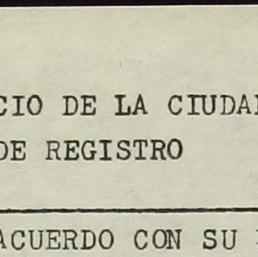 CIO DE LA CIUDA
DE REGISTRO
ACUERDO CON SU